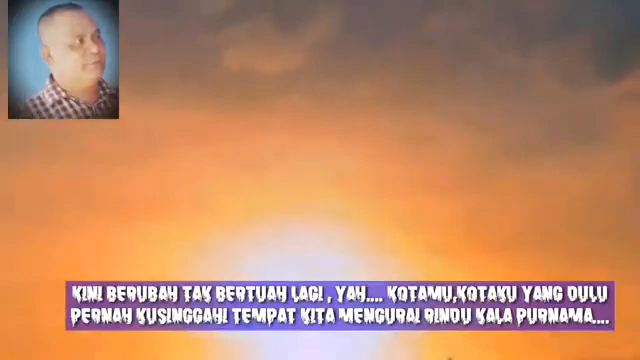 KINI BERUBAH TAK BERTUAH LAGI , YAH.... KOTAMU,KOTAKU YANG DULU
PERNAH KUSINGGAHI TEMPAT KITA MENGURAI RINDU KALA PURNAMA....